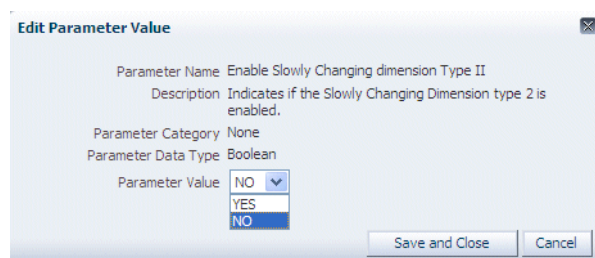 Edit Parameter Value
Parameter Name Enable Slowly Changing dimension Type II
Description Indicates if the Slowly Changing Dimension type 2 is
enabled.
Parameter Category None
Parameter Data Type Boolean
Parameter Value NO
YES
NO
Save and Close Cancel